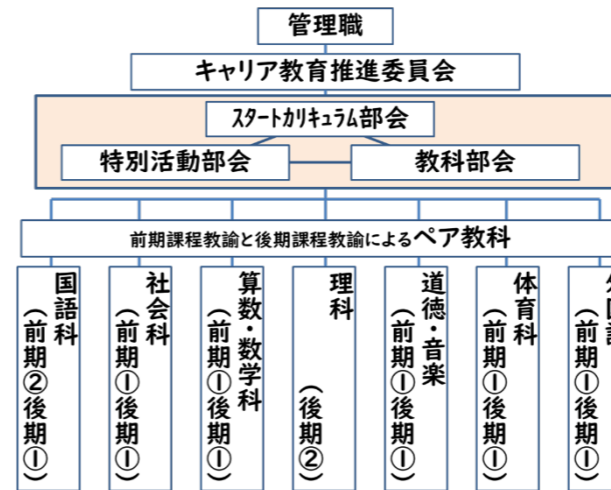 管理職
キャリア教育推進委員会
スタートカリキュラム部会
特別活動部会
教科部会
前期課程教諭と後期課程教諭によるペア教科
国語科
(前期②後期①)
社会科
(前期①後期①)
算数・数学科
(前期①後期①)
理科
(後期②)
道徳・音楽
(前期①後期①)
体育科
(前期①後期①)
(前期①後期①)